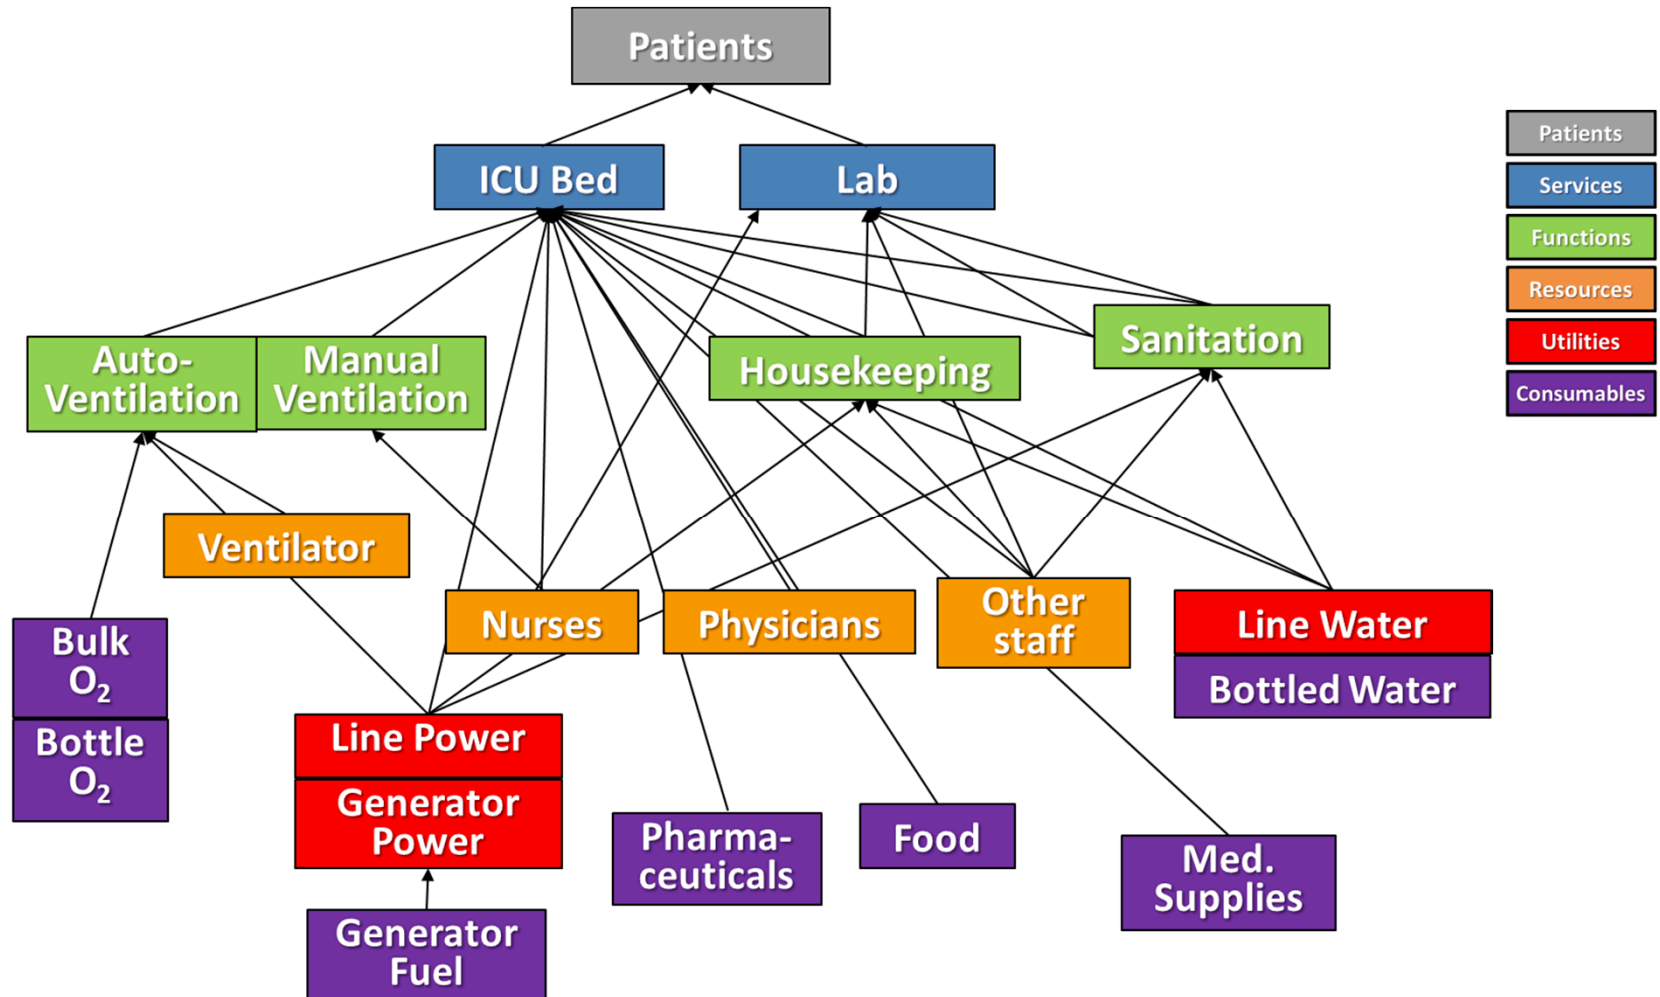 Patients
ICU Bed
Lab
Patients
Services
Functions
Resources
Utilities
Consumables
Auto-
Ventilation
Manual
Ventilation
Housekeeping
Sanitation
Ventilator
Nurses
Physicians
Other
staff
Line Water
Bottled Water
Bulk
O₂
Bottle
O₂
Line Power
Generator
Power
Pharma-
ceuticals
Food
Med.
Supplies
Generator
Fuel